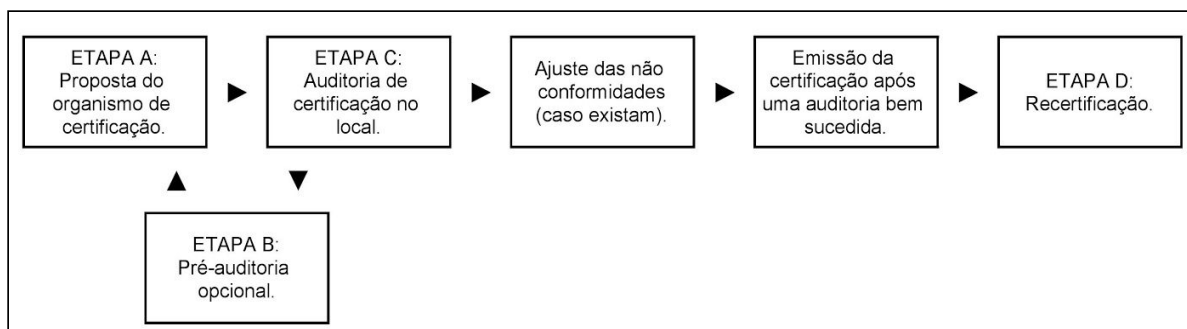 ETAPA A:
Proposta do
organismo de
certificação.
ETAPA C:
Auditoria de
certificação no
local.
Ajuste das não
conformidades
(caso existam).
Emissão da
certificação após
uma auditoria bem
sucedida.
ETAPA D:
Recertificação.
ETAPA B:
Pré-auditoria
opcional.